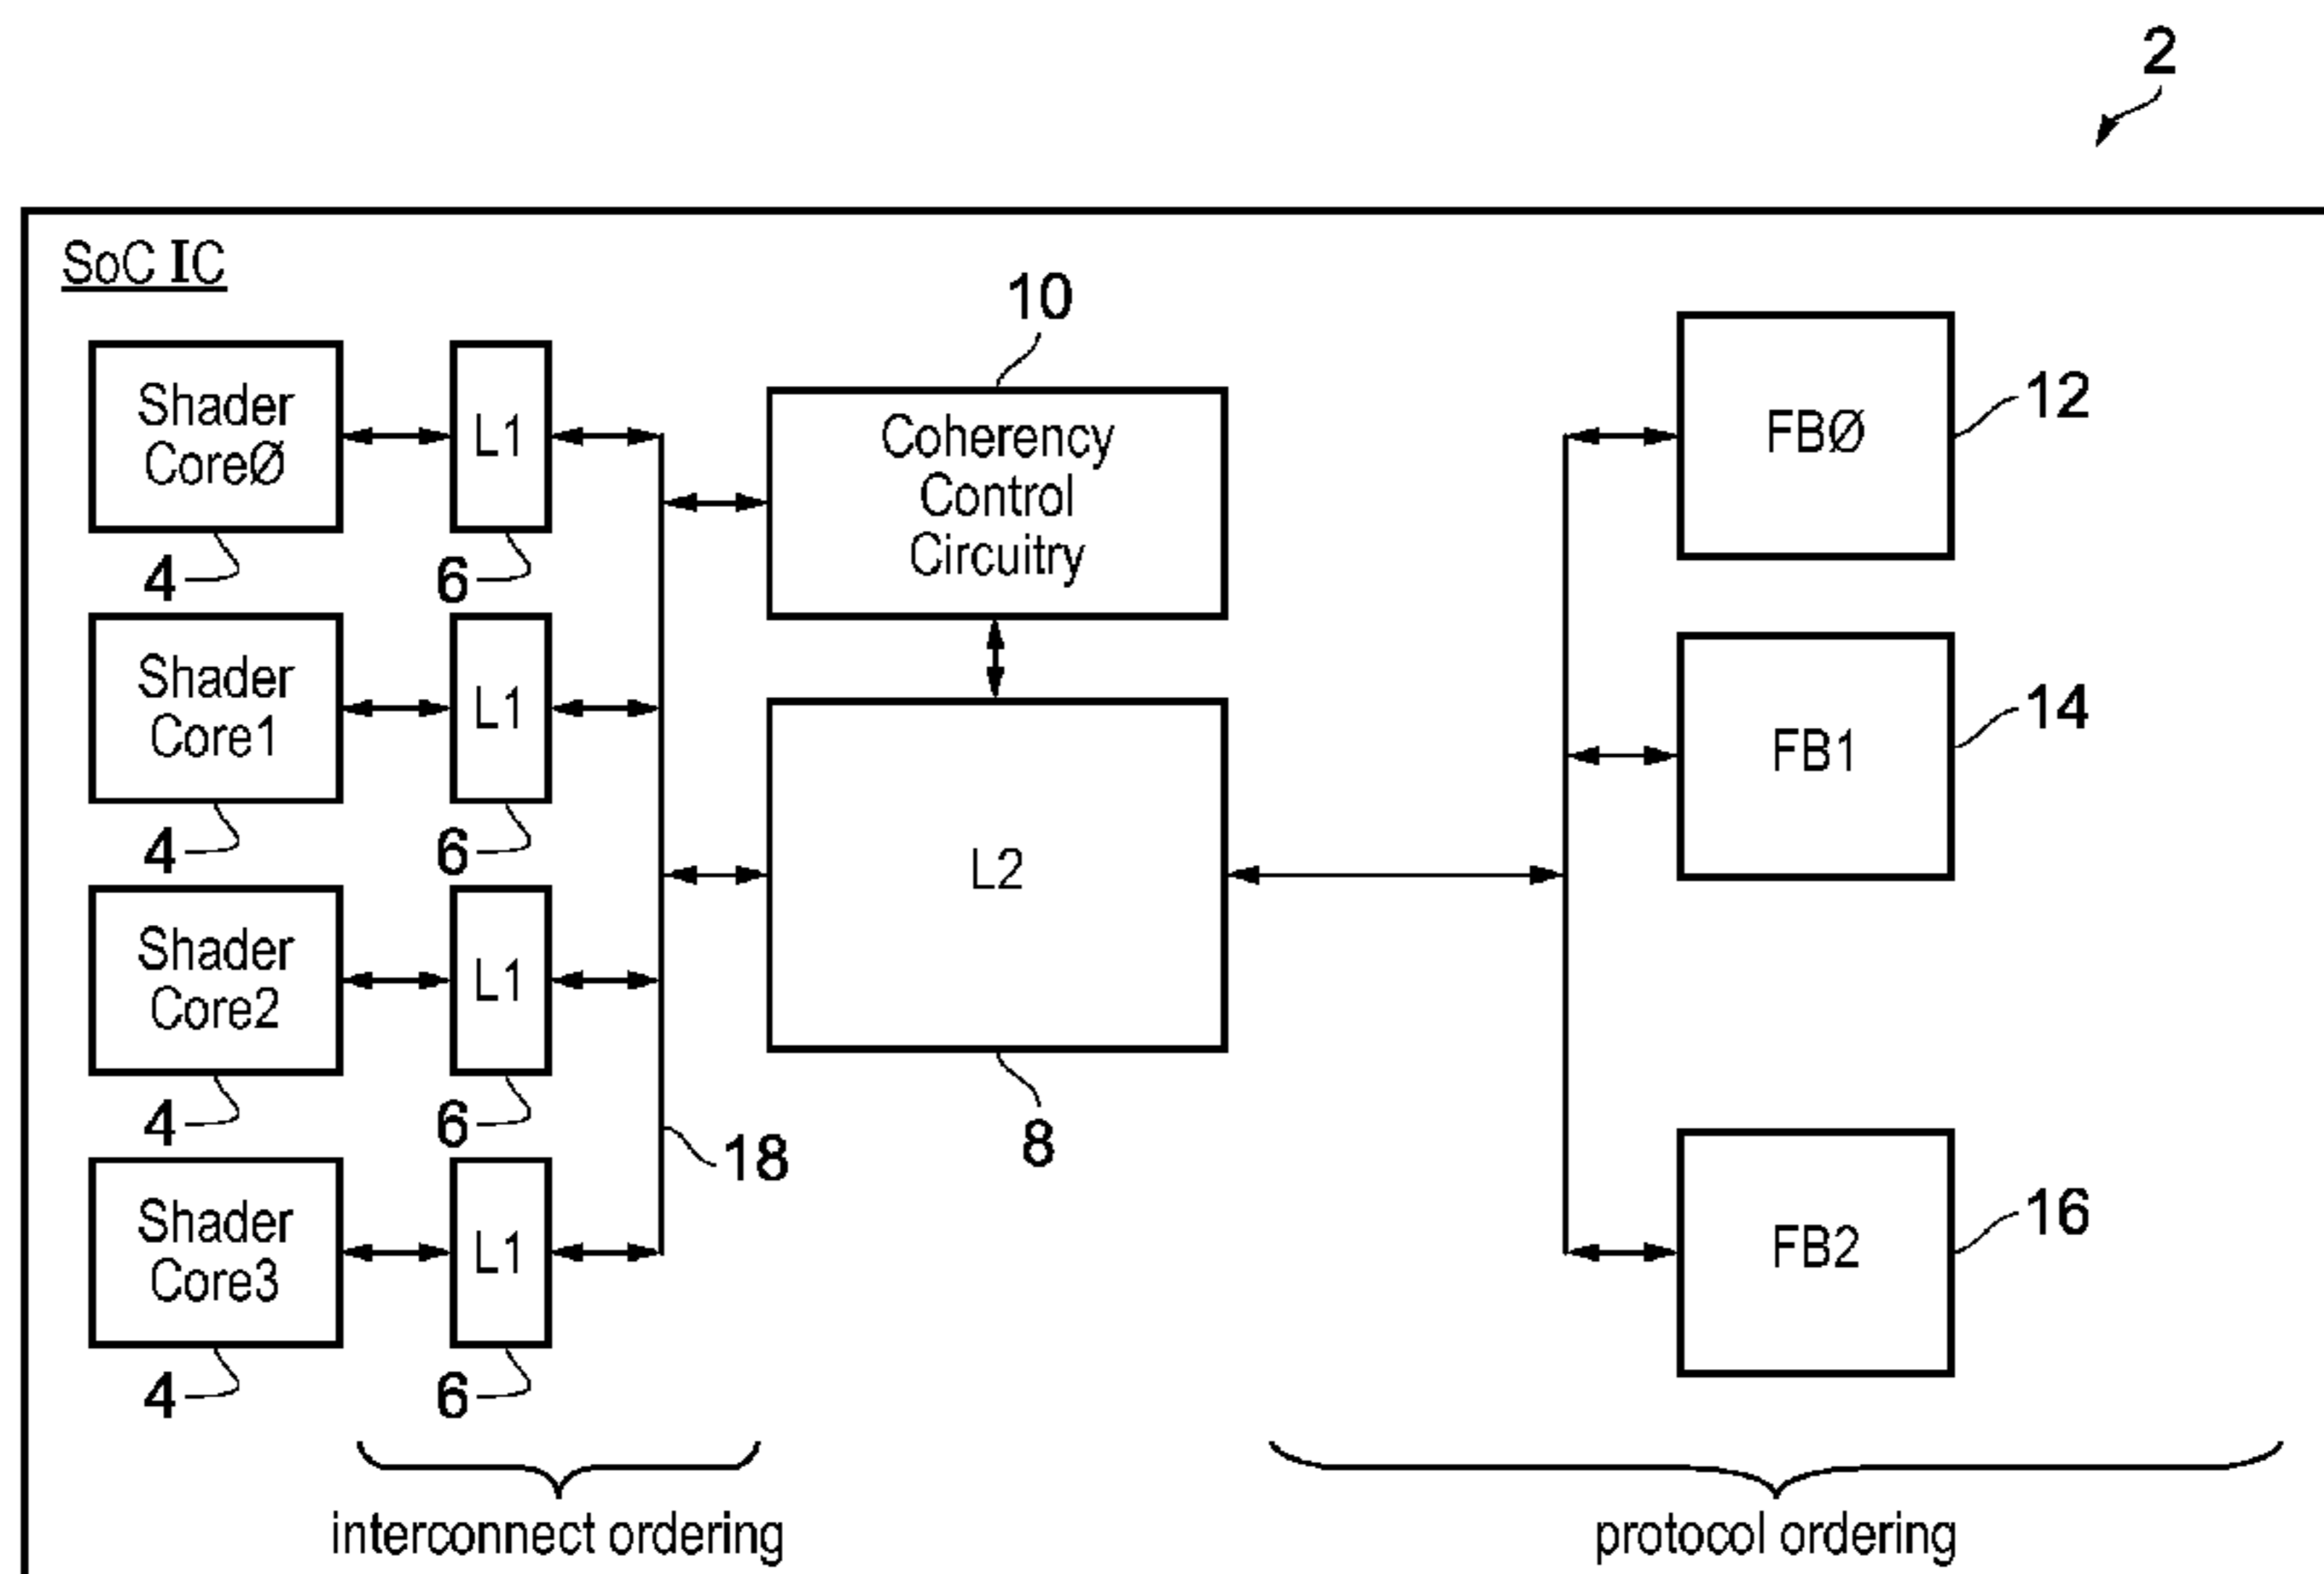 2
SoC IC
10
Shader
CoreØ
L1
Coherency
Control
Circuitry
FBØ
12
4
6
Shader
Core1
L1
FB1
14
4
6
L2
Shader
Core2
L1
4
6
18
8
Shader
Core3
L1
FB2
16
4
6
interconnect ordering
protocol ordering